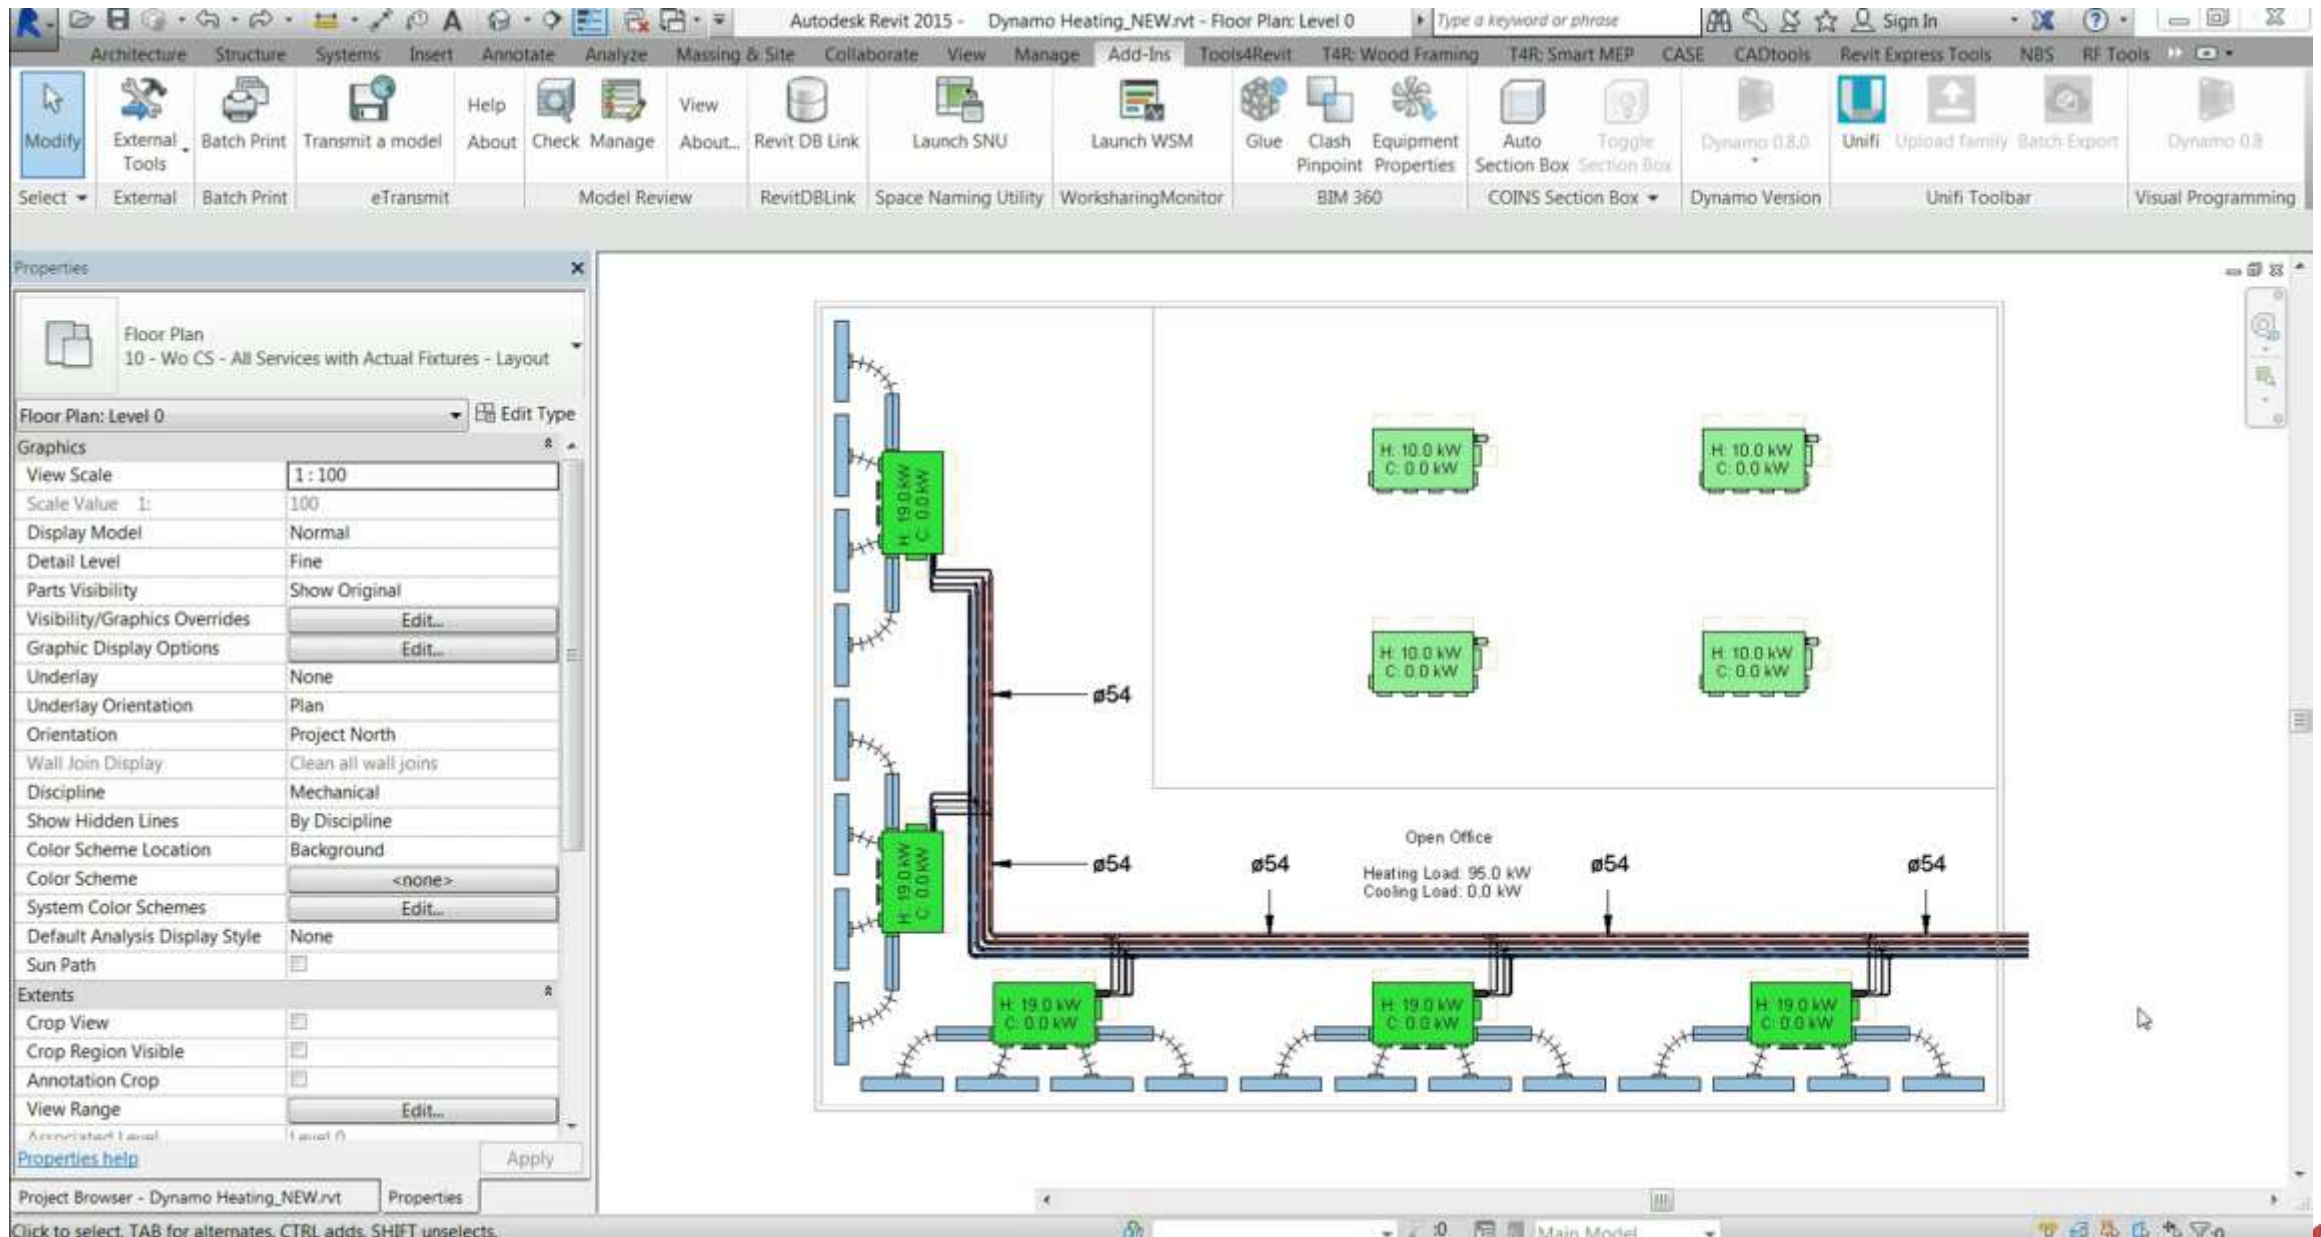 Autodesk Revit 2015 - Dynamo Heating_NEW.rvt - Floor Plan: Level 0
Type a keyword or phrase
Sign In
Architecture Structure Systems Insert Annotate Analyze Massing & Site Collaborate View Manage Add-Ins Tools4Revit T4R: Wood Framing T4R: Smart MEP CASE CADtools Revit Express Tools NBS RF Tools
Modify
External Tools
Batch Print
Transmit a model
Help
About
Check
Manage
View
About...
Revit DB Link
Launch SNU
Launch WSM
Glue
Clash Pinpoint
Equipment Properties
Auto Section Box
Toggle Section Box
Dynamo 0.8.0
Unifi
Upload family
Batch Export
Dynamo 0.8
Select
External
Batch Print
eTransmit
Model Review
RevitDBLink
Space Naming Utility
WorksharingMonitor
BIM 360
COINS Section Box
Dynamo Version
Unifi Toolbar
Visual Programming
Properties
Floor Plan
10 - Wo CS - All Services with Actual Fixtures - Layout
Floor Plan: Level 0
Edit Type
Graphics
View Scale 1 : 100
Scale Value 1: 100
Display Model Normal
Detail Level Fine
Parts Visibility Show Original
Visibility/Graphics Overrides Edit...
Graphic Display Options Edit...
Underlay None
Underlay Orientation Plan
Orientation Project North
Wall Join Display Clean all wall joins
Discipline Mechanical
Show Hidden Lines By Discipline
Color Scheme Location Background
Color Scheme <none>
System Color Schemes Edit...
Default Analysis Display Style None
Sun Path
Extents
Crop View
Crop Region Visible
Annotation Crop
View Range Edit...
Associated Level Level 0
Properties help
Apply
Project Browser - Dynamo Heating_NEW.rvt
Properties
Click to select, TAB for alternates, CTRL adds, SHIFT unselects.
:0
Main Model
:0
H: 10.0 kW
C: 0.0 kW
H: 10.0 kW
C: 0.0 kW
H: 19.0 kW
C: 0.0 kW
H: 10.0 kW
C: 0.0 kW
H: 10.0 kW
C: 0.0 kW
ø54
H: 19.0 kW
C: 0.0 kW
ø54
ø54
Open Office
Heating Load: 95.0 kW
Cooling Load: 0.0 kW
ø54
ø54
H: 19.0 kW
C: 0.0 kW
H: 19.0 kW
C: 0.0 kW
H: 19.0 kW
C: 0.0 kW